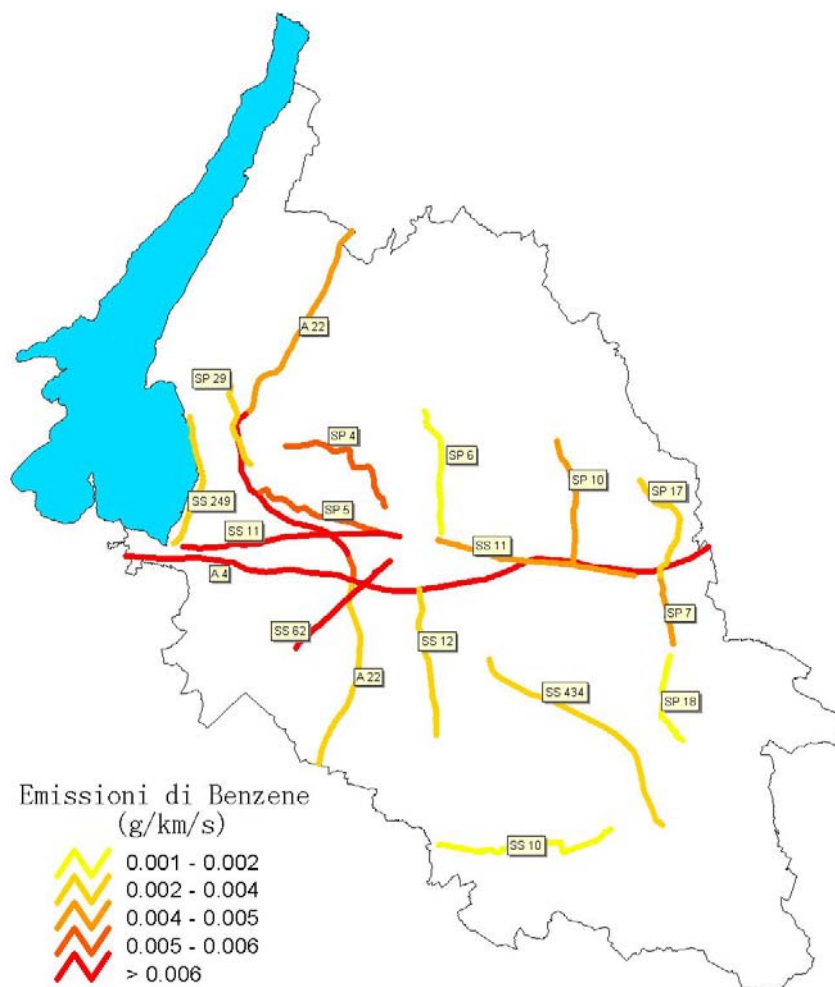 A 22
SP 29
SP 4
SP 6
SP 10
SP 17
SS 249
SP 5
SS 11
SS 11
A 4
SP 7
SS 62
SS 12
A 22
SS 434
SP 18
Emissioni di Benzene
(g/km/s)
0.001 - 0.002
0.002 - 0.004
0.004 - 0.005
0.005 - 0.006
> 0.006
SS 10